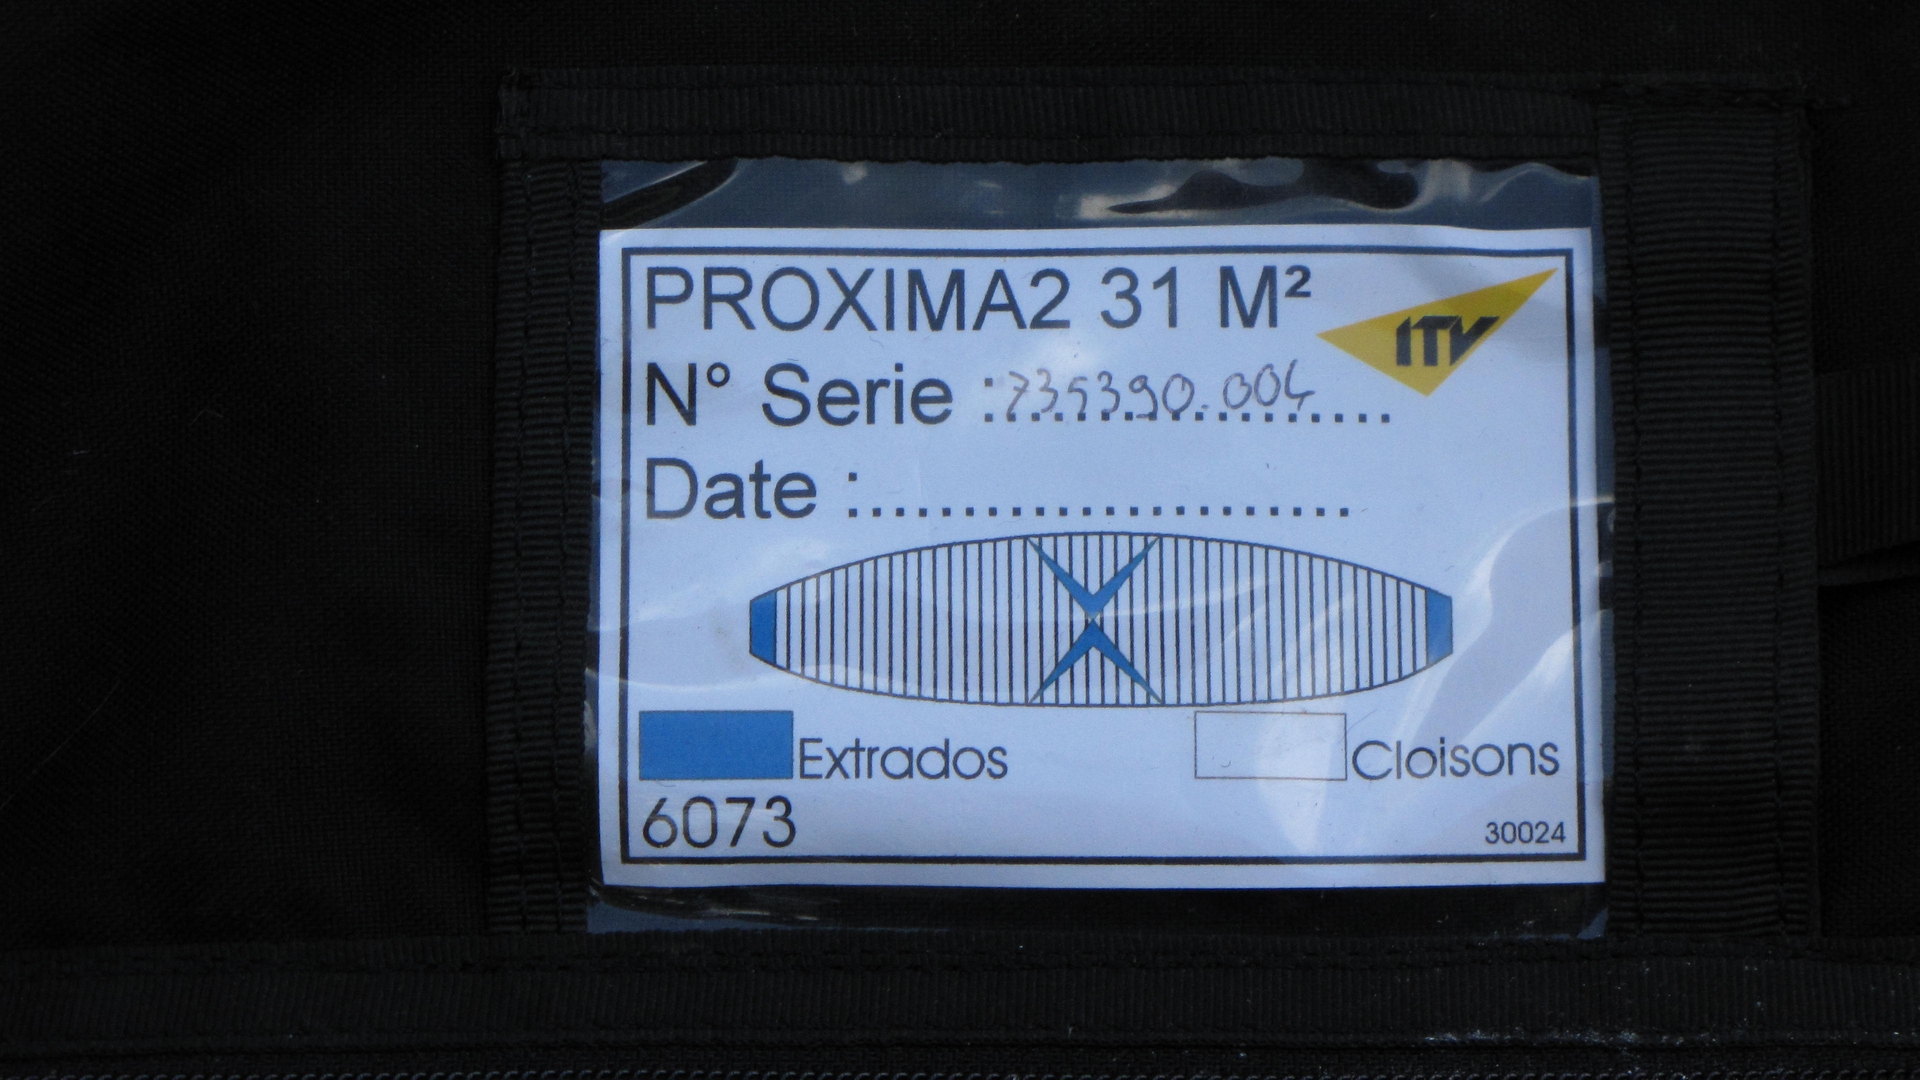 PROXIMA2 31 M²
ITV
N° Serie :735390.004
Date :......................
Extrados
Cloisons
6073
30024